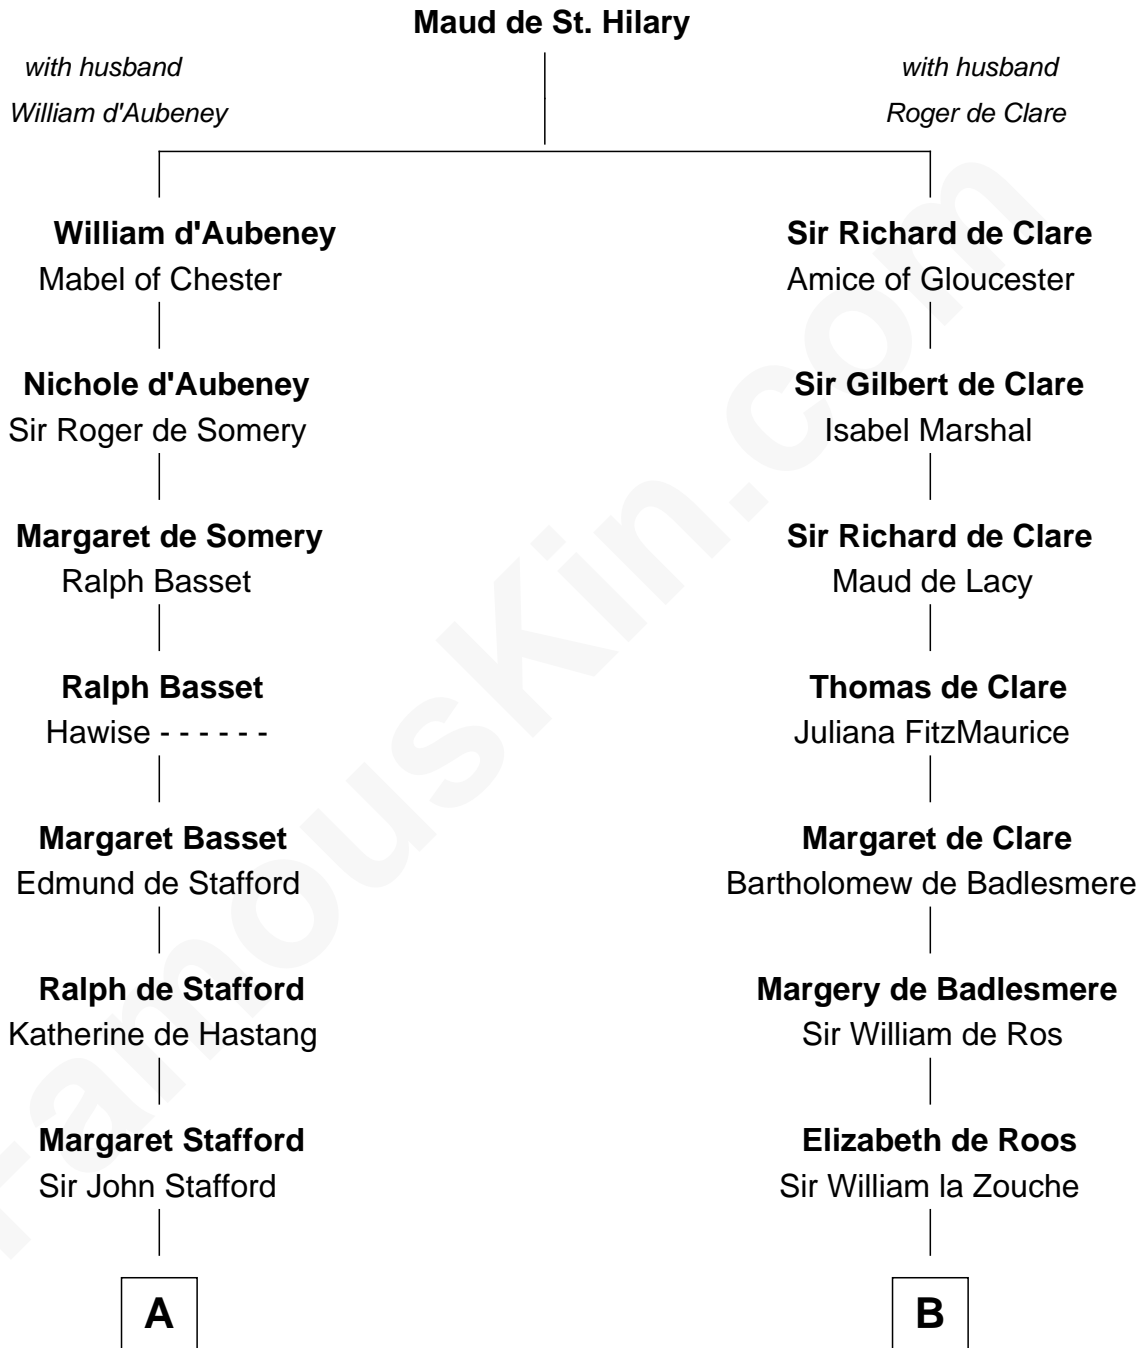 Maud de St. Hilary
with husband
William d'Aubeney
with husband
Roger de Clare
William d'Aubeney
Mabel of Chester
Sir Richard de Clare
Amice of Gloucester
Nichole d'Aubeney
Sir Roger de Somery
Sir Gilbert de Clare
Isabel Marshal
Margaret de Somery
Ralph Basset
Sir Richard de Clare
Maud de Lacy
Ralph Basset
Hawise - - - - - -
Thomas de Clare
Juliana FitzMaurice
Margaret Basset
Edmund de Stafford
Margaret de Clare
Bartholomew de Badlesmere
Ralph de Stafford
Katherine de Hastang
Margery de Badlesmere
Sir William de Ros
Margaret Stafford
Sir John Stafford
Elizabeth de Roos
Sir William la Zouche
A
B
FamousKin.com